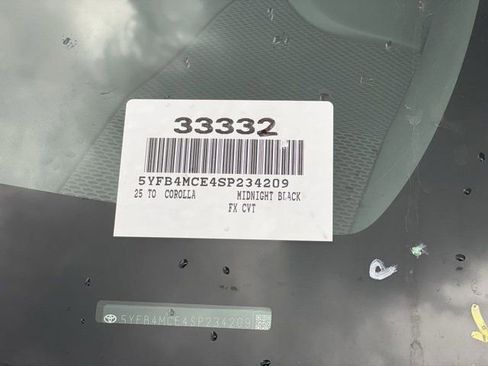 33332
5YFB4MCE4SP234209
25 TO COROLLA MIDNIGHT BLACK
FX CVT
5YFB4MCE4SP234209